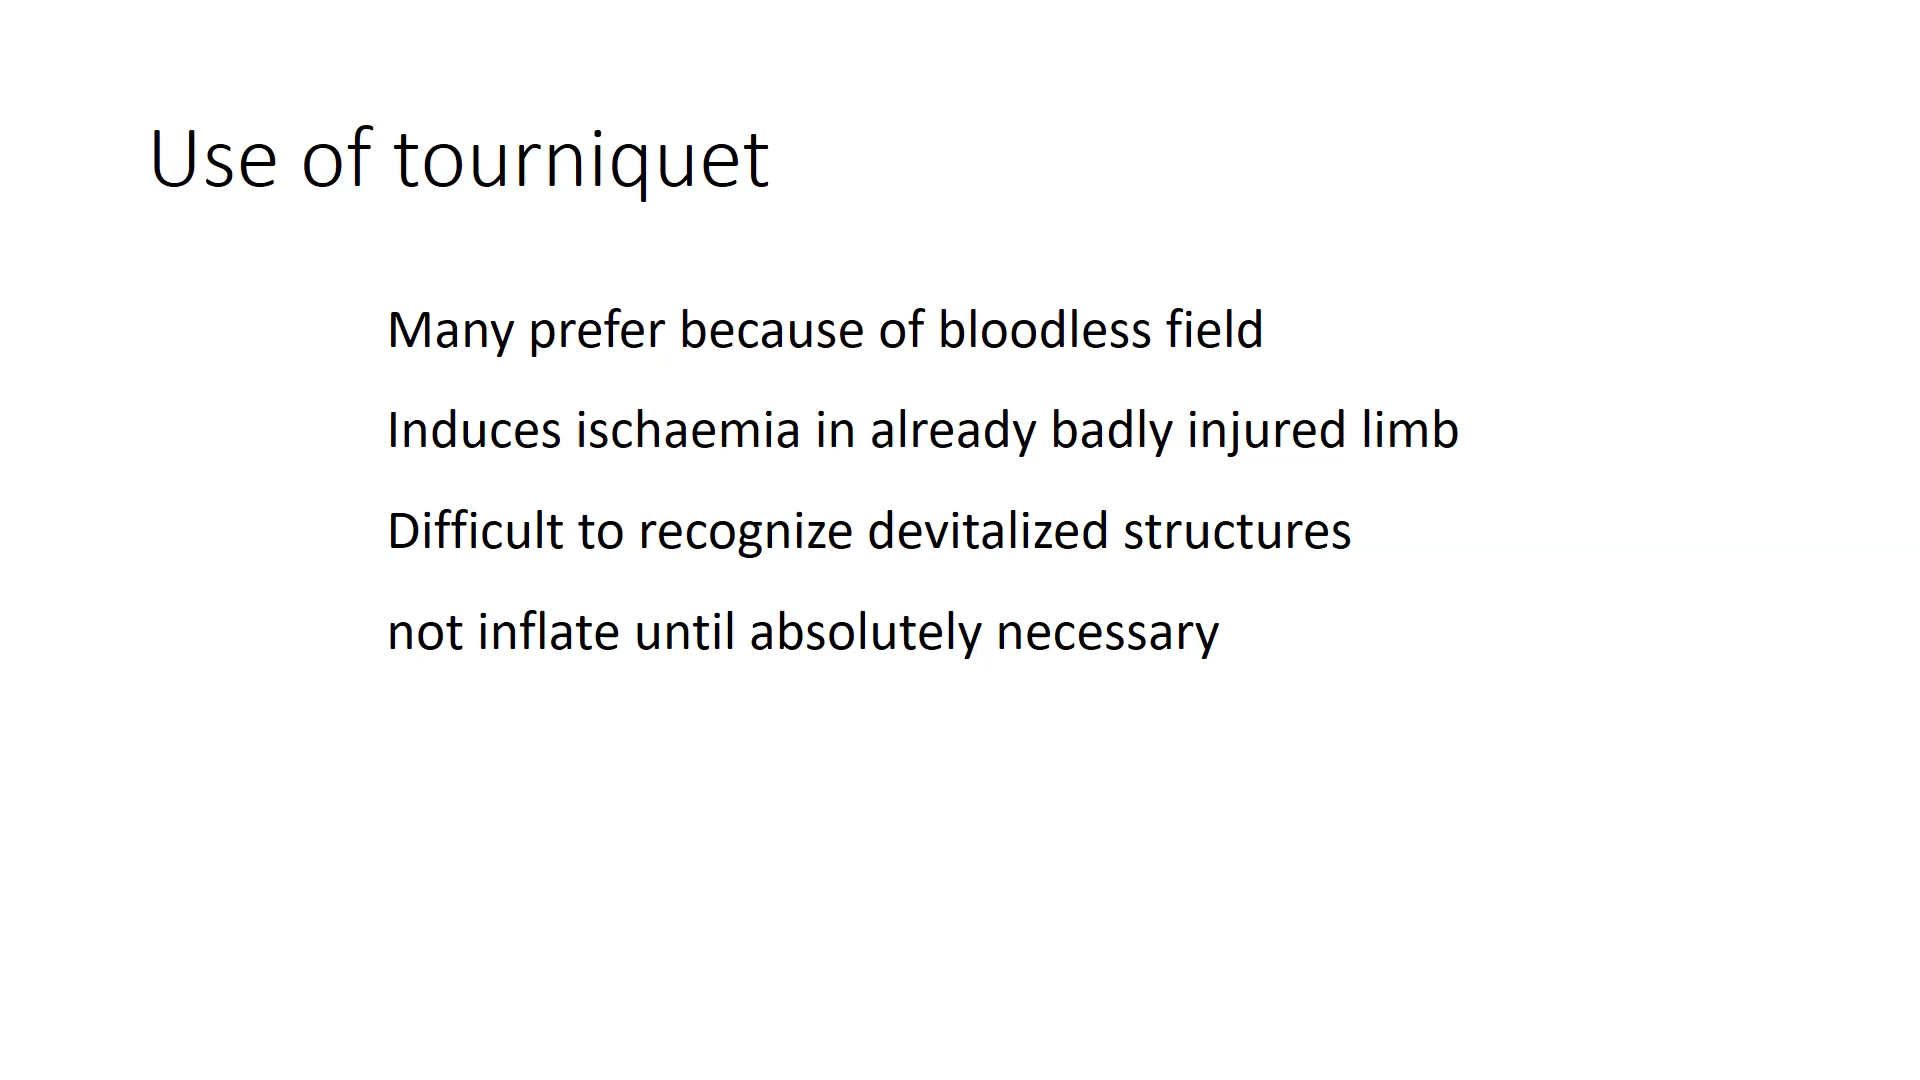 Use of tourniquet
Many prefer because of bloodless field
Induces ischaemia in already badly injured limb
Difficult to recognize devitalized structures
not inflate until absolutely necessary